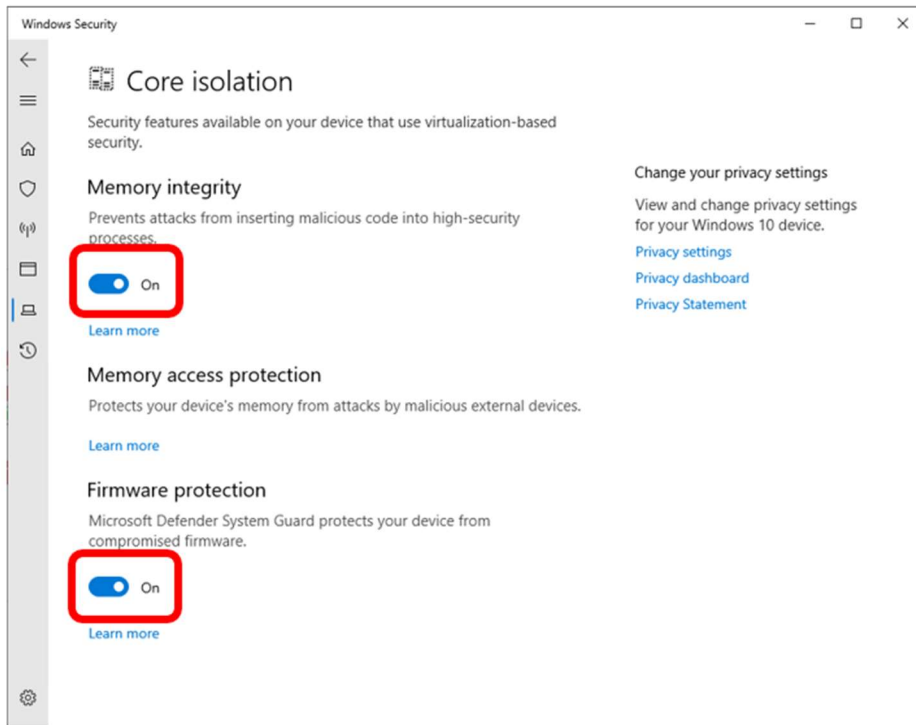 Windows Security
Core isolation
Security features available on your device that use virtualization-based
security.
Memory integrity
Prevents attacks from inserting malicious code into high-security
processes.
On
Learn more
Memory access protection
Protects your device's memory from attacks by malicious external devices.
Learn more
Firmware protection
Microsoft Defender System Guard protects your device from
compromised firmware.
On
Learn more
Change your privacy settings
View and change privacy settings
for your Windows 10 device.
Privacy settings
Privacy dashboard
Privacy Statement